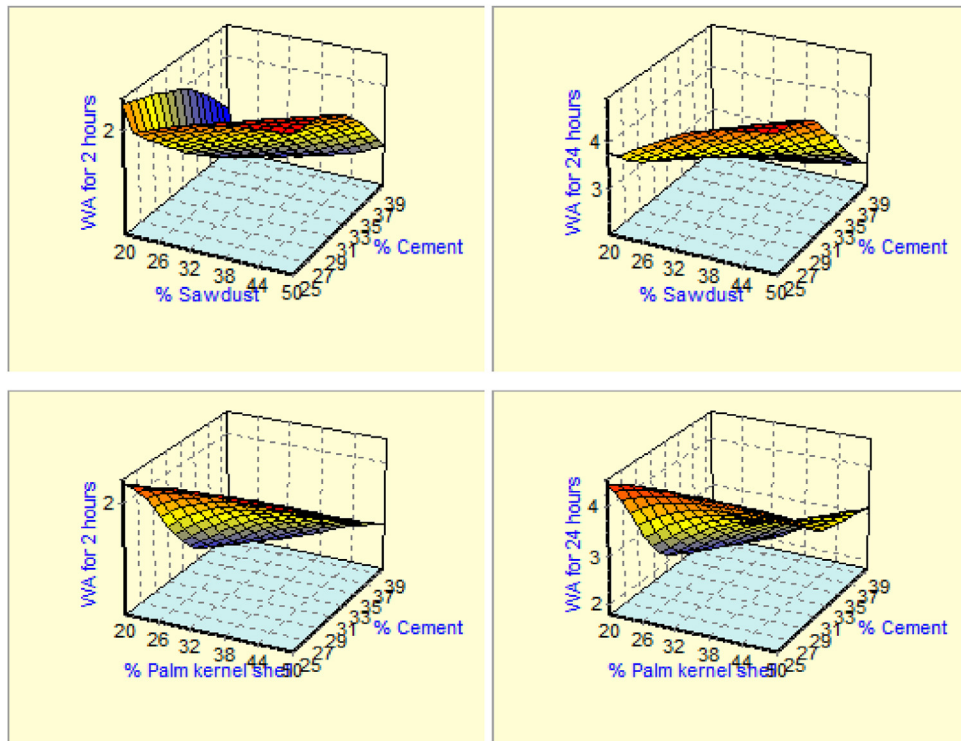 WA for 2 hours
2
20 26 32 38 44 50
% Sawdust
25 27 29 31 33 35 37 39
% Cement
WA for 24 hours
4
3
20 26 32 38 44 50
% Sawdust
25 27 29 31 33 35 37 39
% Cement
WA for 2 hours
2
20 26 32 38 44 50
% Palm kernel shell
25 27 29 31 33 35 37 39
% Cement
WA for 24 hours
4
3
2
20 26 32 38 44 50
% Palm kernel shell
25 27 29 31 33 35 37 39
% Cement